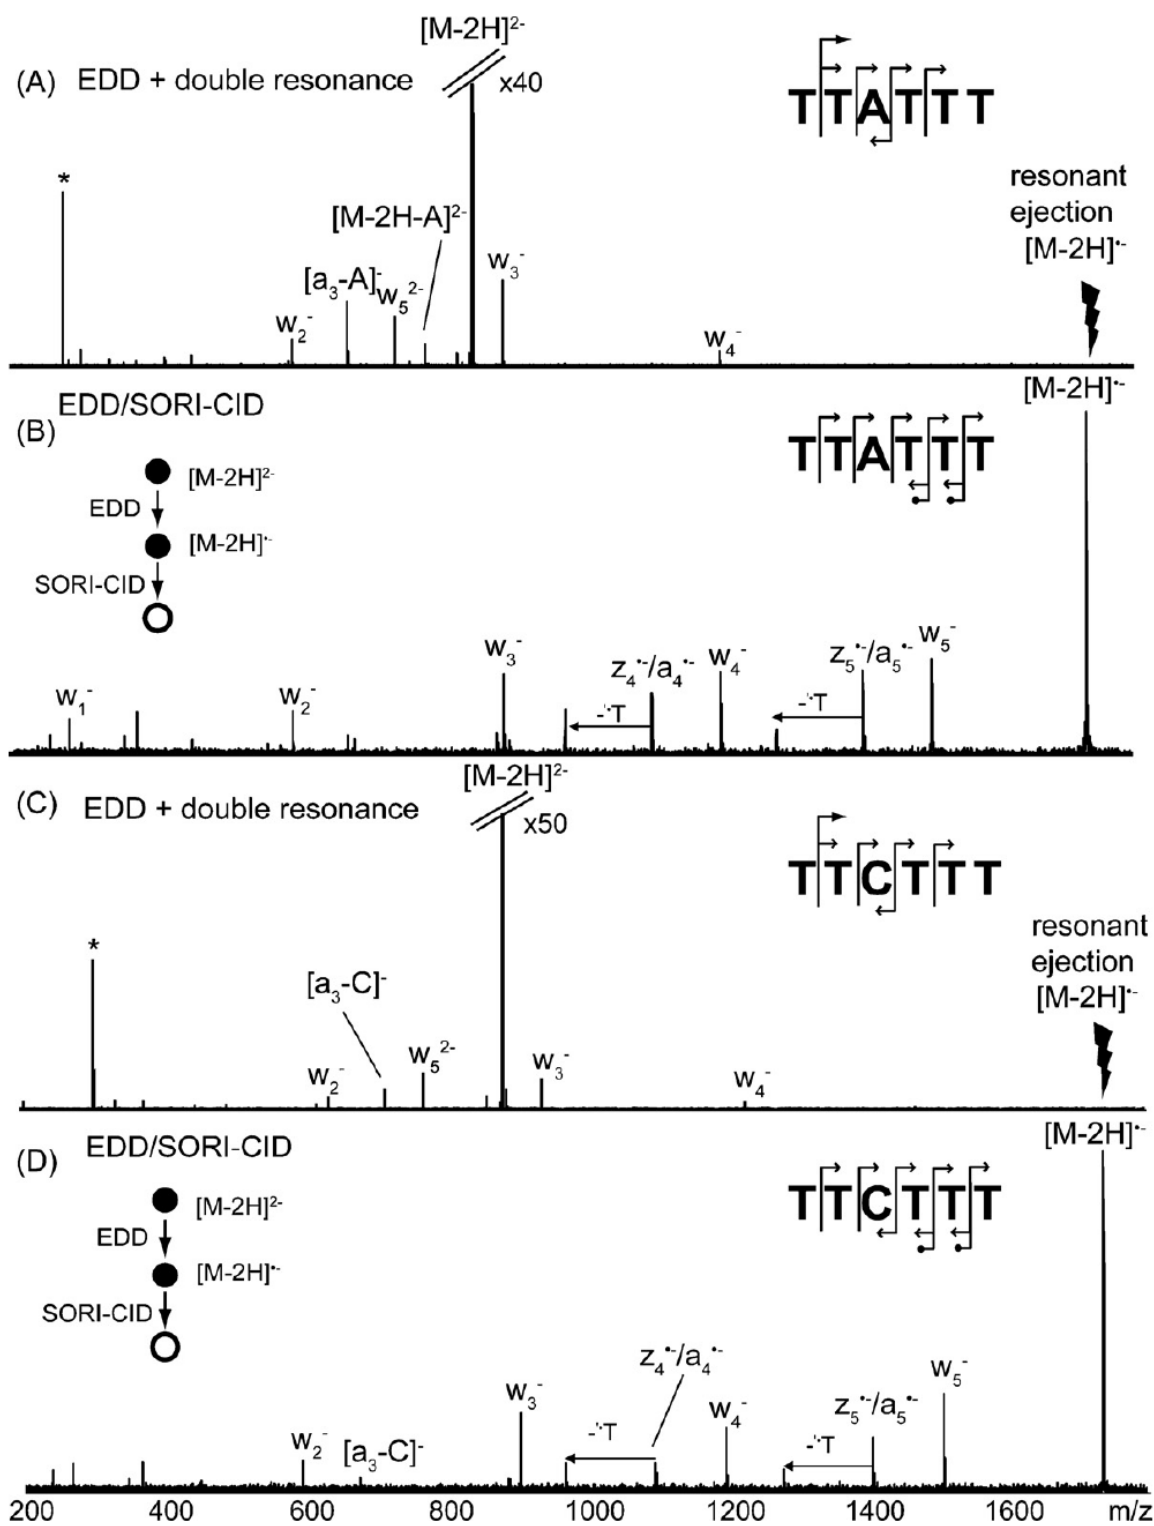 (A) EDD + double resonance
[M-2H]²⁻
x40
TTATTT
resonant
ejection
[M-2H]•⁻
*
[M-2H-A]²⁻
[a₃-A]⁻
w₂⁻
w₅²⁻
w₃⁻
w₄⁻
(B) EDD/SORI-CID
[M-2H]²⁻
EDD
[M-2H]•⁻
SORI-CID
TTATTT
[M-2H]•⁻
w₁⁻
w₂⁻
w₃⁻
-•T
z₄•⁻/a₄•⁻
w₄⁻
-•T
z₅•⁻/a₅•⁻
w₅⁻
(C) EDD + double resonance
[M-2H]²⁻
x50
TTCTTT
resonant
ejection
[M-2H]•⁻
*
[a₃-C]⁻
w₂⁻
w₅²⁻
w₃⁻
w₄⁻
(D) EDD/SORI-CID
[M-2H]²⁻
EDD
[M-2H]•⁻
SORI-CID
TTCTTT
[M-2H]•⁻
w₂⁻
[a₃-C]⁻
w₃⁻
-•T
z₄•⁻/a₄•⁻
w₄⁻
-•T
z₅•⁻/a₅•⁻
w₅⁻
200 400 600 800 1000 1200 1400 1600 m/z